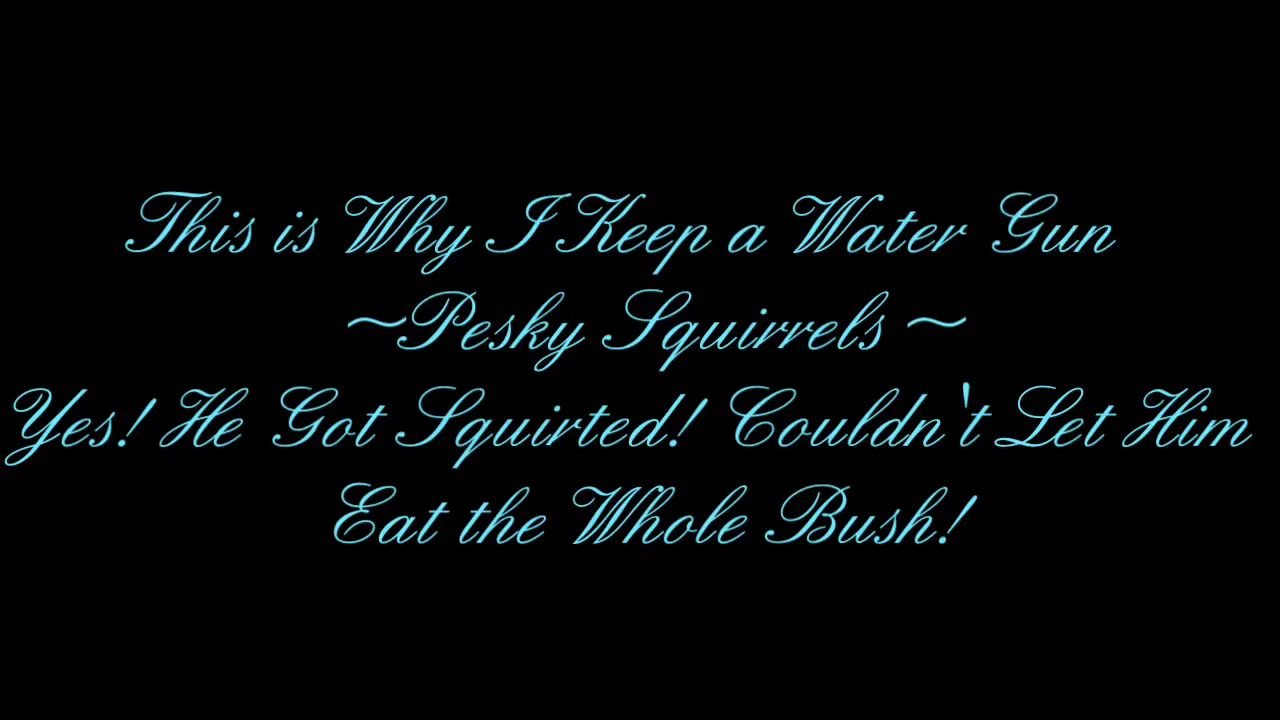 This is Why I Keep a Water Gun
~Pesky Squirrels ~
Yes! He Got Squirted! Couldn't Let Him
Eat the Whole Bush!